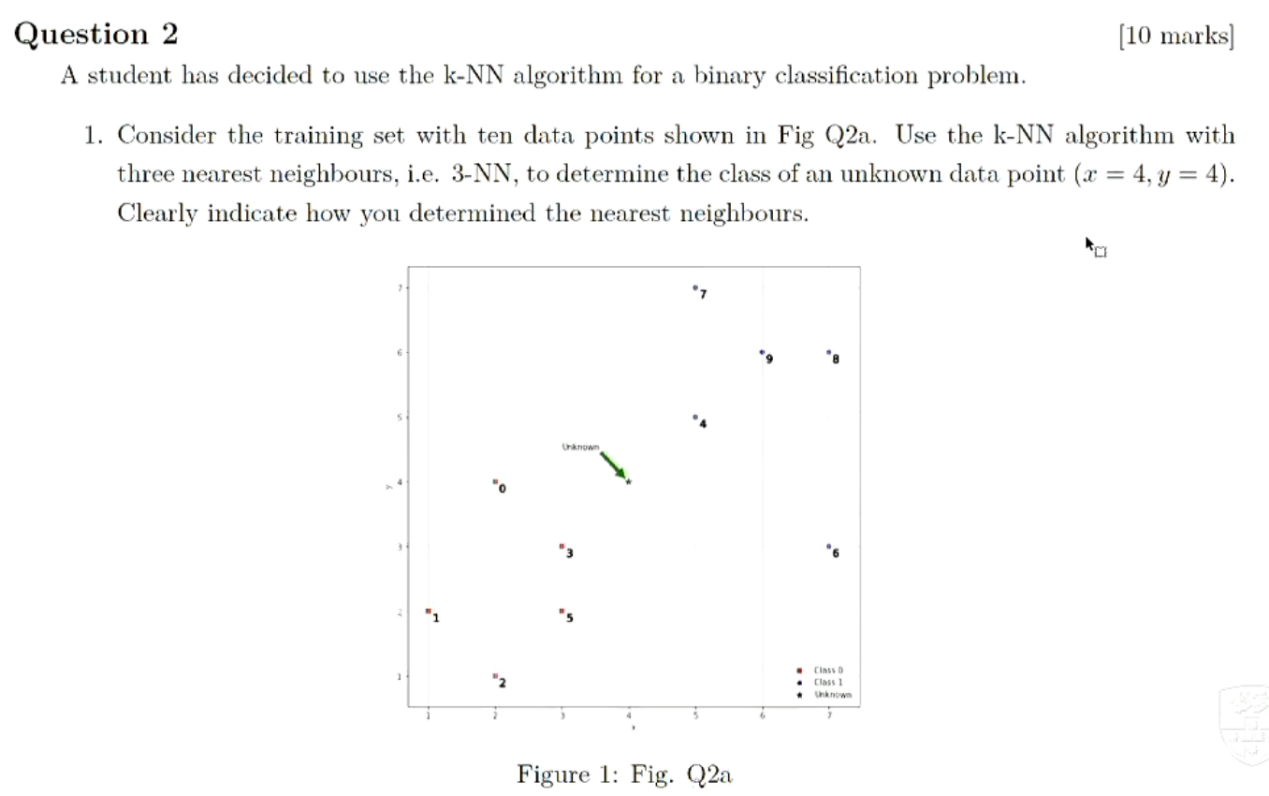 Question 2 [10 marks]
A student has decided to use the k-NN algorithm for a binary classification problem.
1. Consider the training set with ten data points shown in Fig Q2a. Use the k-NN algorithm with
three nearest neighbours, i.e. 3-NN, to determine the class of an unknown data point (x = 4, y = 4).
Clearly indicate how you determined the nearest neighbours.
7
7
6
9
8
5
4
Unknown
y
4
0
3
3
6
2
1
5
1
2
Class 0
Class 1
Unknown
1 2 3 4 5 6 7
x
Figure 1: Fig. Q2a